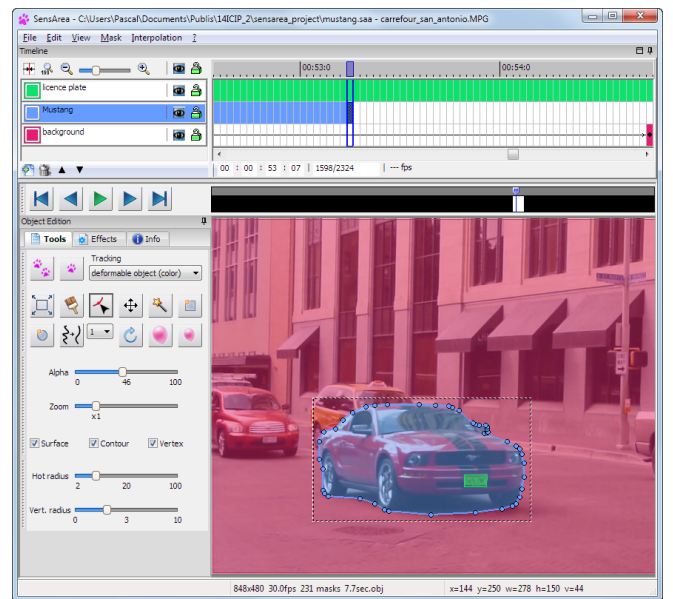 SensArea - C:\Users\Pascal\Documents\Publis\14ICIP_2\sensarea_project\mustang.saa - carrefour_san_antonio.MPG
File Edit View Mask Interpolation ?
Timeline
00:53:0 00:54:0
licence plate
Mustang
background
00 : 00 : 53 : 07 | 1598/2324 | --- fps
Object Edition
Tools Effects Info
Tracking
deformable object (color)
1
Alpha
0 46 100
Zoom
x1
Surface Contour Vertex
Hot radius
2 20 100
Vert. radius
0 3 10
848x480 30.0fps 231 masks 7.7sec.obj x=144 y=250 w=278 h=150 v=44